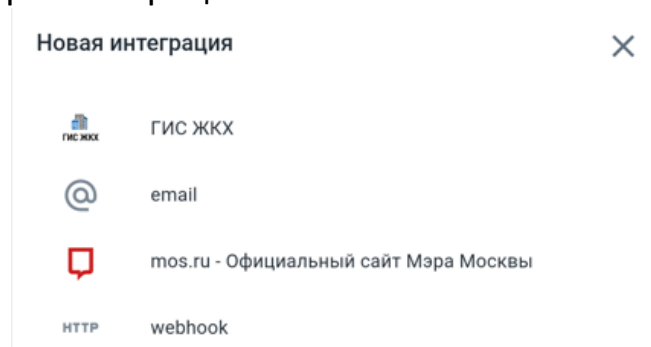 Новая интеграция
ГИС ЖКХ ГИС ЖКХ
@ email
mos.ru - Официальный сайт Мэра Москвы
HTTP webhook